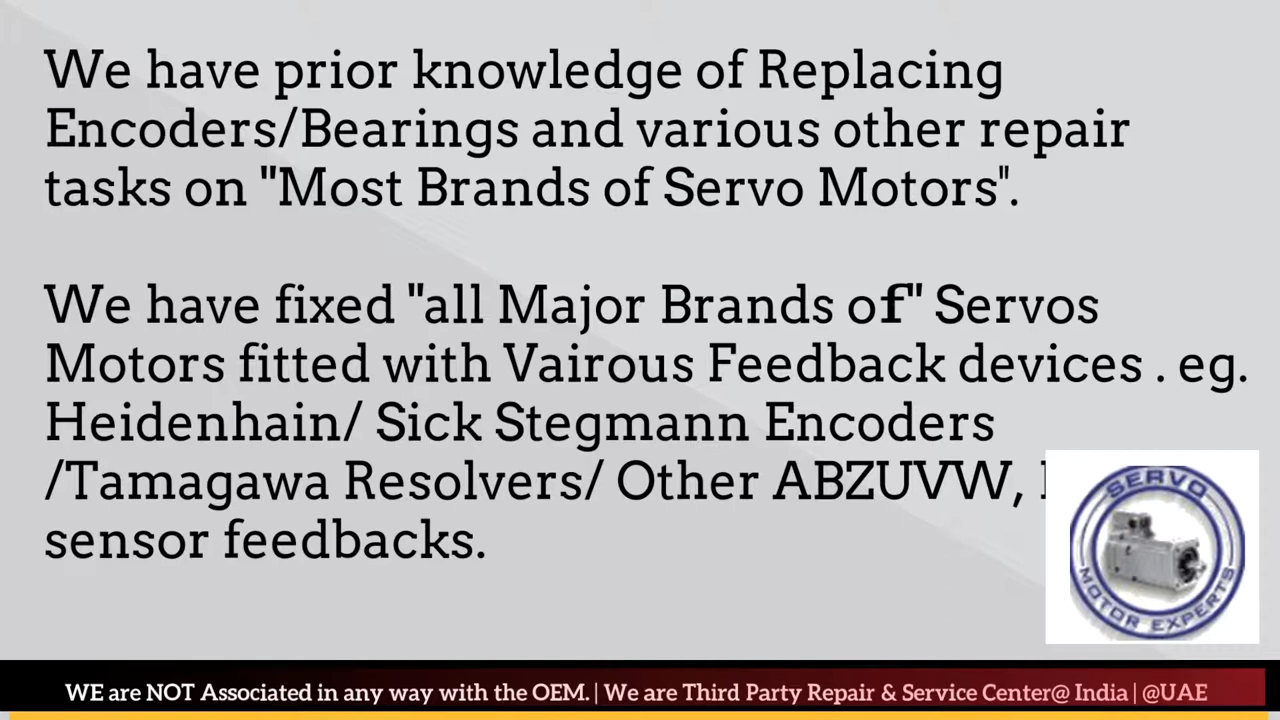 We have prior knowledge of Replacing
Encoders/Bearings and various other repair
tasks on "Most Brands of Servo Motors".
We have fixed "all Major Brands of" Servos
Motors fitted with Vairous Feedback devices . eg.
Heidenhain/ Sick Stegmann Encoders
/Tamagawa Resolvers/ Other ABZUVW,
sensor feedbacks.
SERVO
MOTOR EXPERTS
WE are NOT Associated in any way with the OEM. | We are Third Party Repair & Service Center@ India | @UAE